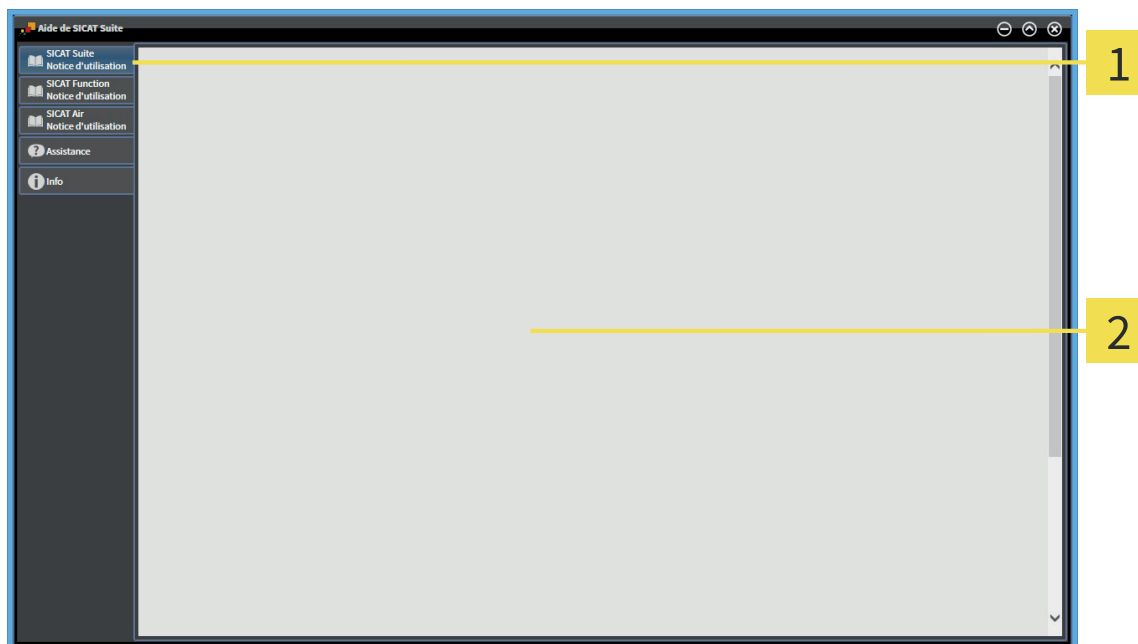 Aide de SICAT Suite
SICAT Suite
Notice d'utilisation
1
SICAT Function
Notice d'utilisation
SICAT Air
Notice d'utilisation
Assistance
Info
2